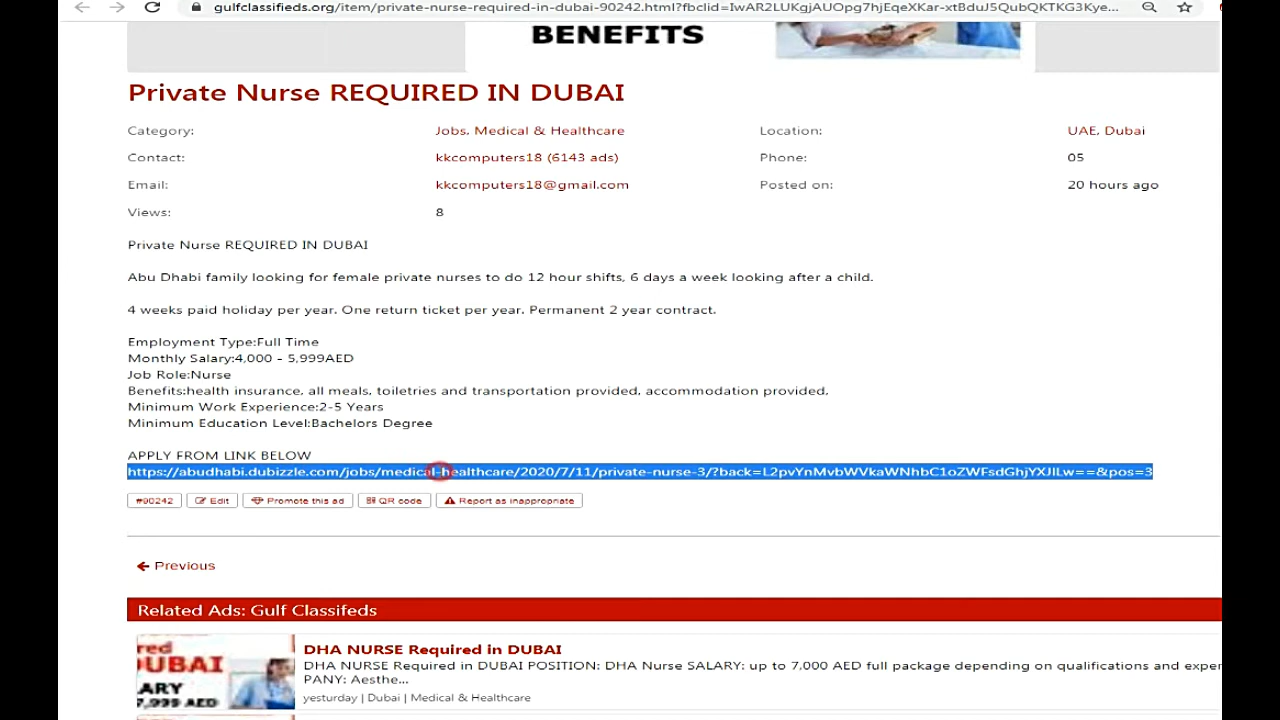 gulfclassifieds.org/item/private-nurse-required-in-dubai-90242.html?fbclid=IwAR2LUKgjAUOpg7hjEqeXKar-xtBduJ5QubQKTKG3Kye...
BENEFITS
Private Nurse REQUIRED IN DUBAI
Category: Jobs, Medical & Healthcare Location: UAE, Dubai
Contact: kkcomputers18 (6143 ads) Phone: 05
Email: kkcomputers18@gmail.com Posted on: 20 hours ago
Views: 8
Private Nurse REQUIRED IN DUBAI
Abu Dhabi family looking for female private nurses to do 12 hour shifts, 6 days a week looking after a child.
4 weeks paid holiday per year. One return ticket per year. Permanent 2 year contract.
Employment Type:Full Time
Monthly Salary:4,000 - 5,999AED
Job Role:Nurse
Benefits:health insurance, all meals, toiletries and transportation provided, accommodation provided,
Minimum Work Experience:2-5 Years
Minimum Education Level:Bachelors Degree
APPLY FROM LINK BELOW
https://abudhabi.dubizzle.com/jobs/medical-healthcare/2020/7/11/private-nurse-3/?back=L2pvYnMvbWVkaWNhbC1oZWFsdGhjYXJlLw==&pos=3
#90242 Edit Promote this ad QR code Report as inappropriate
Previous
Related Ads: Gulf Classifeds
DHA NURSE Required in DUBAI
DHA NURSE Required in DUBAI POSITION: DHA Nurse SALARY: up to 7,000 AED full package depending on qualifications and exper
PANY: Aesthe...
yesturday | Dubai | Medical & Healthcare
red
UBAI
ARY
7,999 AED